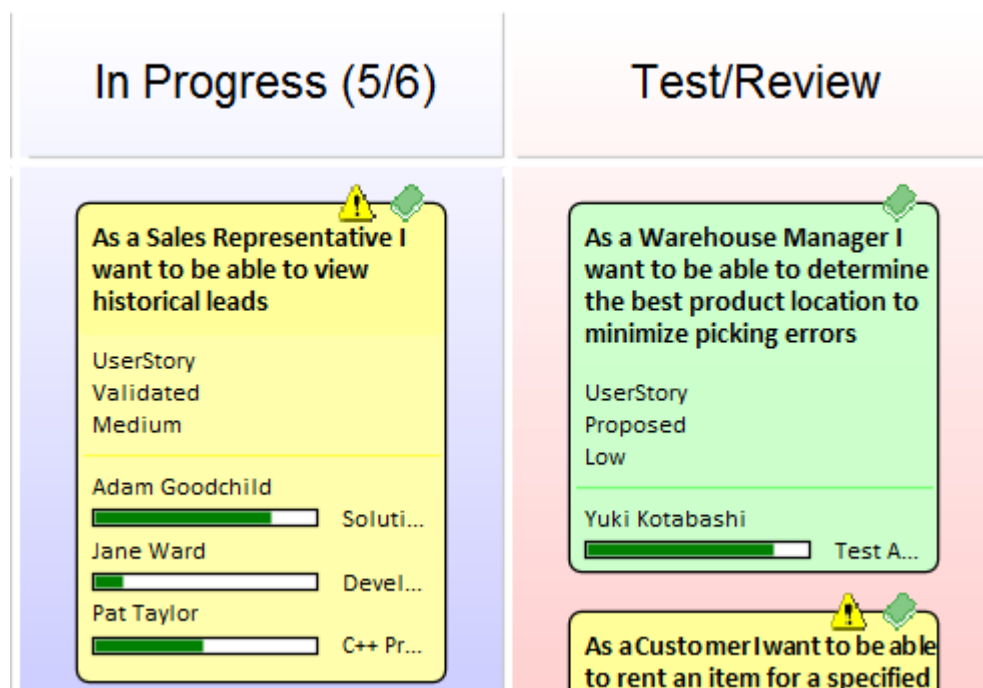 In Progress (5/6)
Test/Review
As a Sales Representative I
want to be able to view
historical leads
UserStory
Validated
Medium
Adam Goodchild
Soluti...
Jane Ward
Devel...
Pat Taylor
C++ Pr...
As a Warehouse Manager I
want to be able to determine
the best product location to
minimize picking errors
UserStory
Proposed
Low
Yuki Kotabashi
Test A...
As a Customer I want to be able
to rent an item for a specified